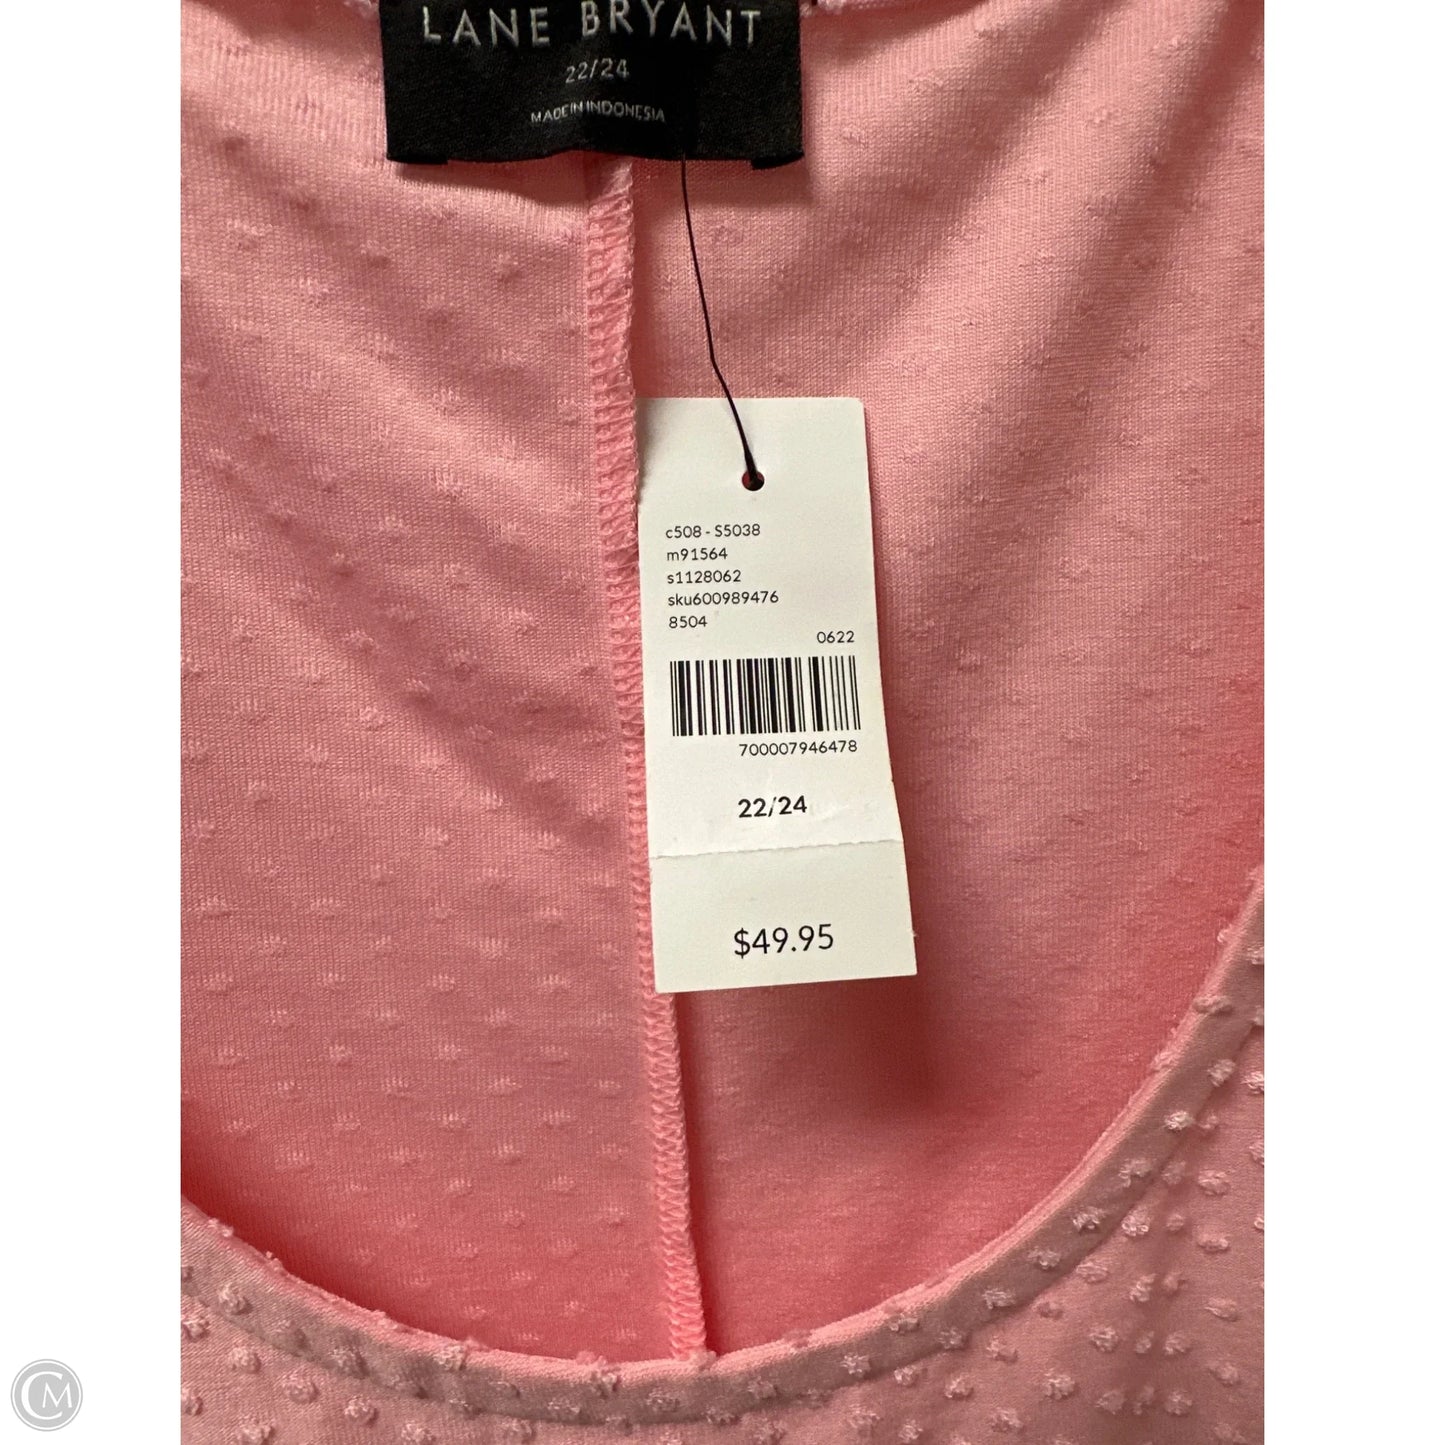 LANE BRYANT
22/24
MADE IN INDONESIA
c508 - S5038
m91564
s1128062
sku600989476
8504
0622
700007946478
22/24
$49.95
CM